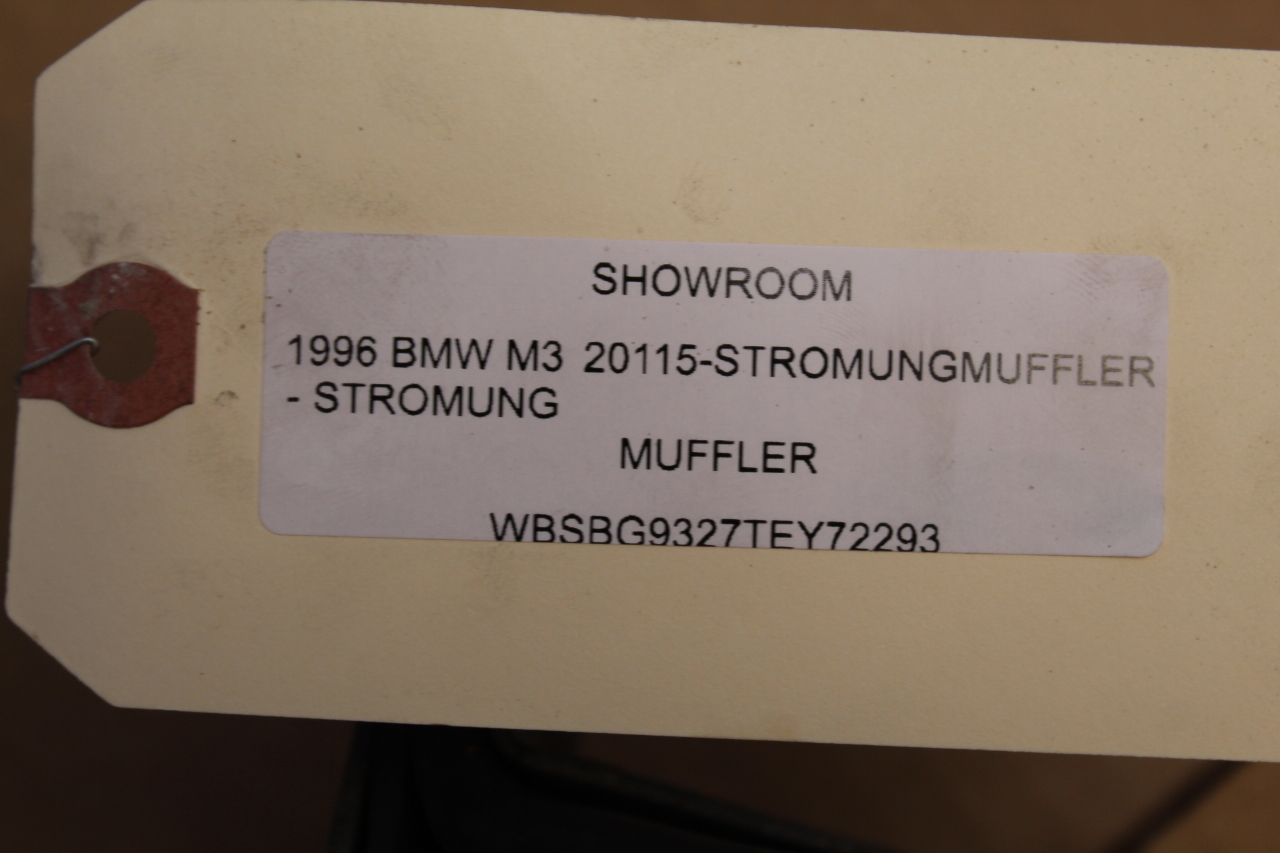 SHOWROOM
1996 BMW M3 20115-STROMUNGMUFFLER
- STROMUNG
MUFFLER
WBSBG9327TEY72293